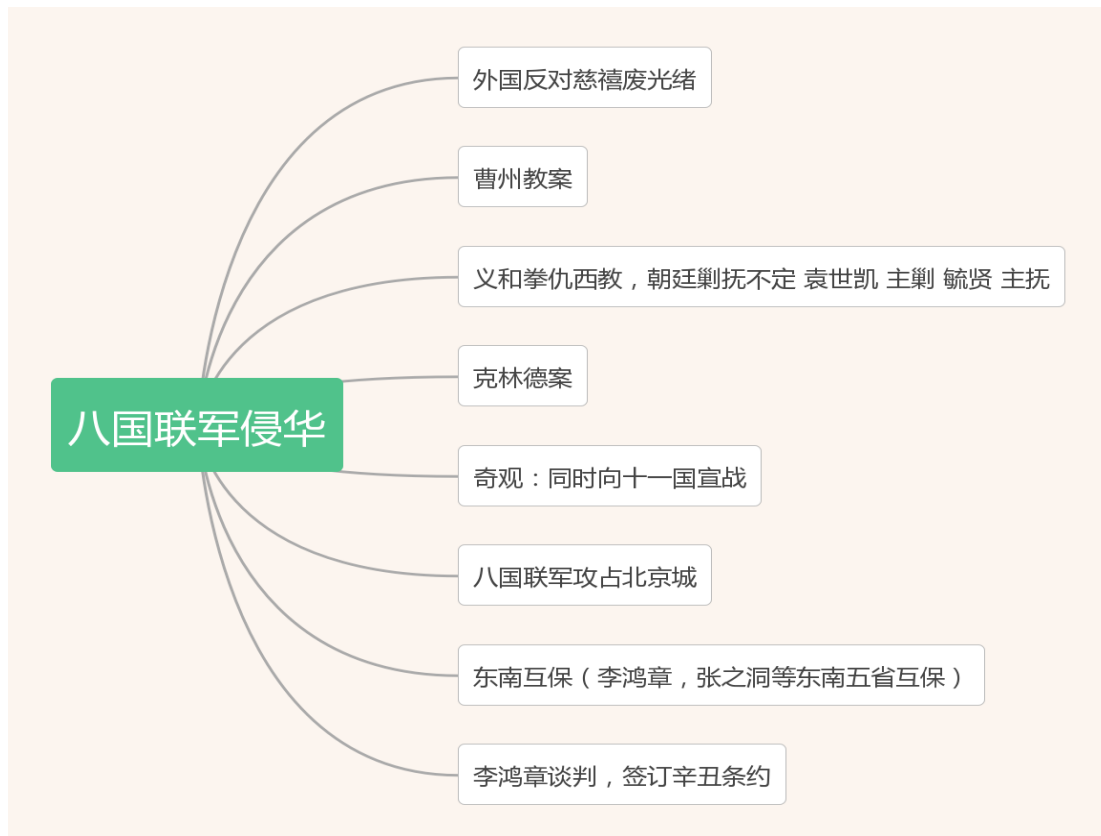 外国反对慈禧废光绪
曹州教案
义和拳仇西教，朝廷剿抚不定 袁世凯 主剿 毓贤 主抚
克林德案
八国联军侵华
奇观：同时向十一国宣战
八国联军攻占北京城
东南互保（李鸿章，张之洞等东南五省互保）
李鸿章谈判，签订辛丑条约